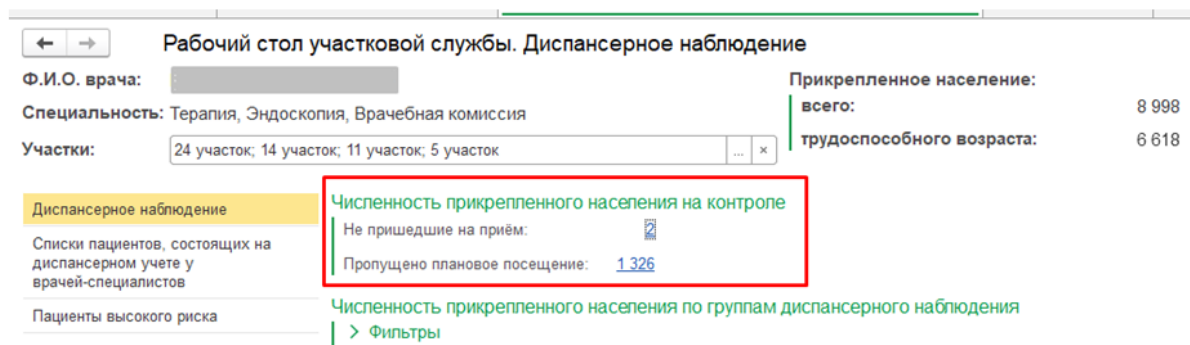 Рабочий стол участковой службы. Диспансерное наблюдение
Ф.И.О. врача:
Прикрепленное население:
Специальность: Терапия, Эндоскопия, Врачебная комиссия
всего: 8 998
Участки: 24 участок; 14 участок; 11 участок; 5 участок ... ×
трудоспособного возраста: 6 618
Диспансерное наблюдение
Списки пациентов, состоящих на
диспансерном учете у
врачей-специалистов
Пациенты высокого риска
Численность прикрепленного населения на контроле
Не пришедшие на приём: 2
Пропущено плановое посещение: 1 326
Численность прикрепленного населения по группам диспансерного наблюдения
> Фильтры